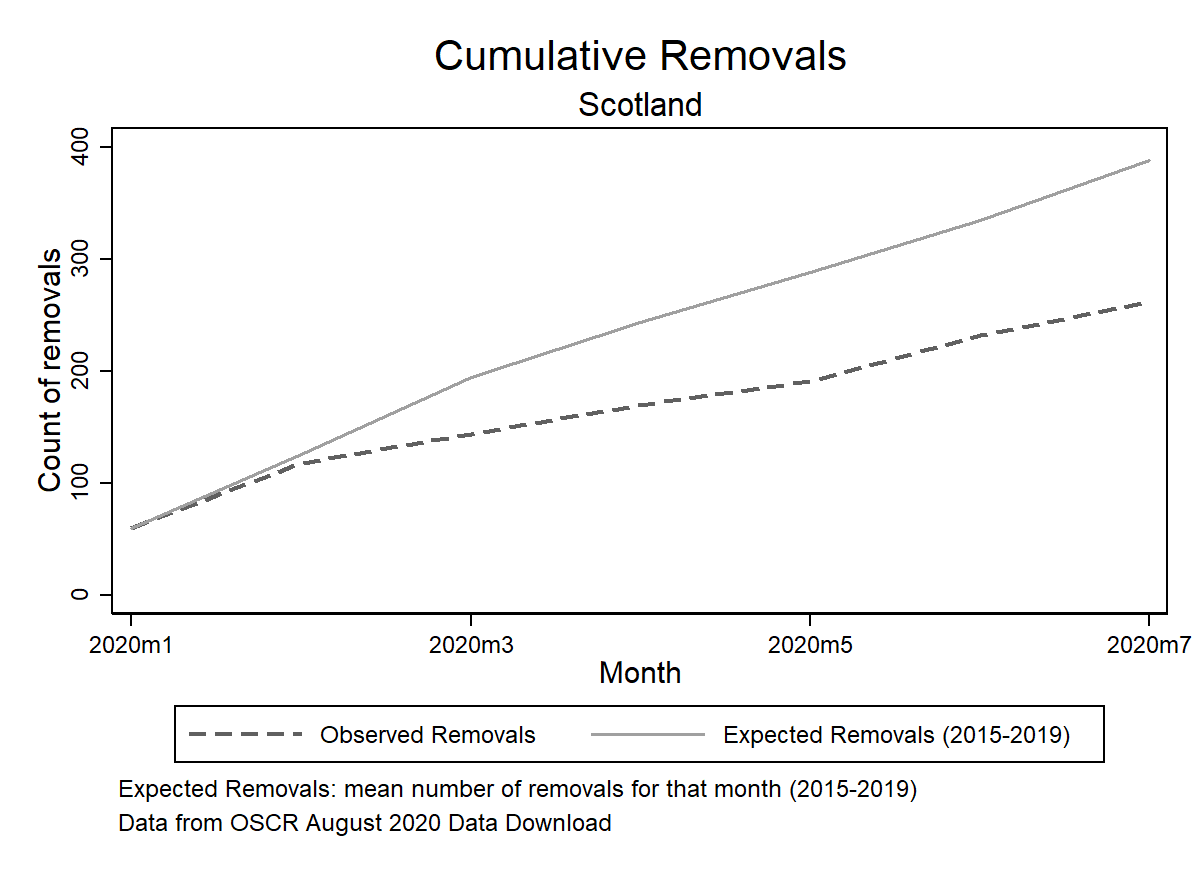 Cumulative Removals
Scotland
Count of removals
400
300
200
100
0
2020m1 2020m3 2020m5 2020m7
Month
Observed Removals Expected Removals (2015-2019)
Expected Removals: mean number of removals for that month (2015-2019)
Data from OSCR August 2020 Data Download